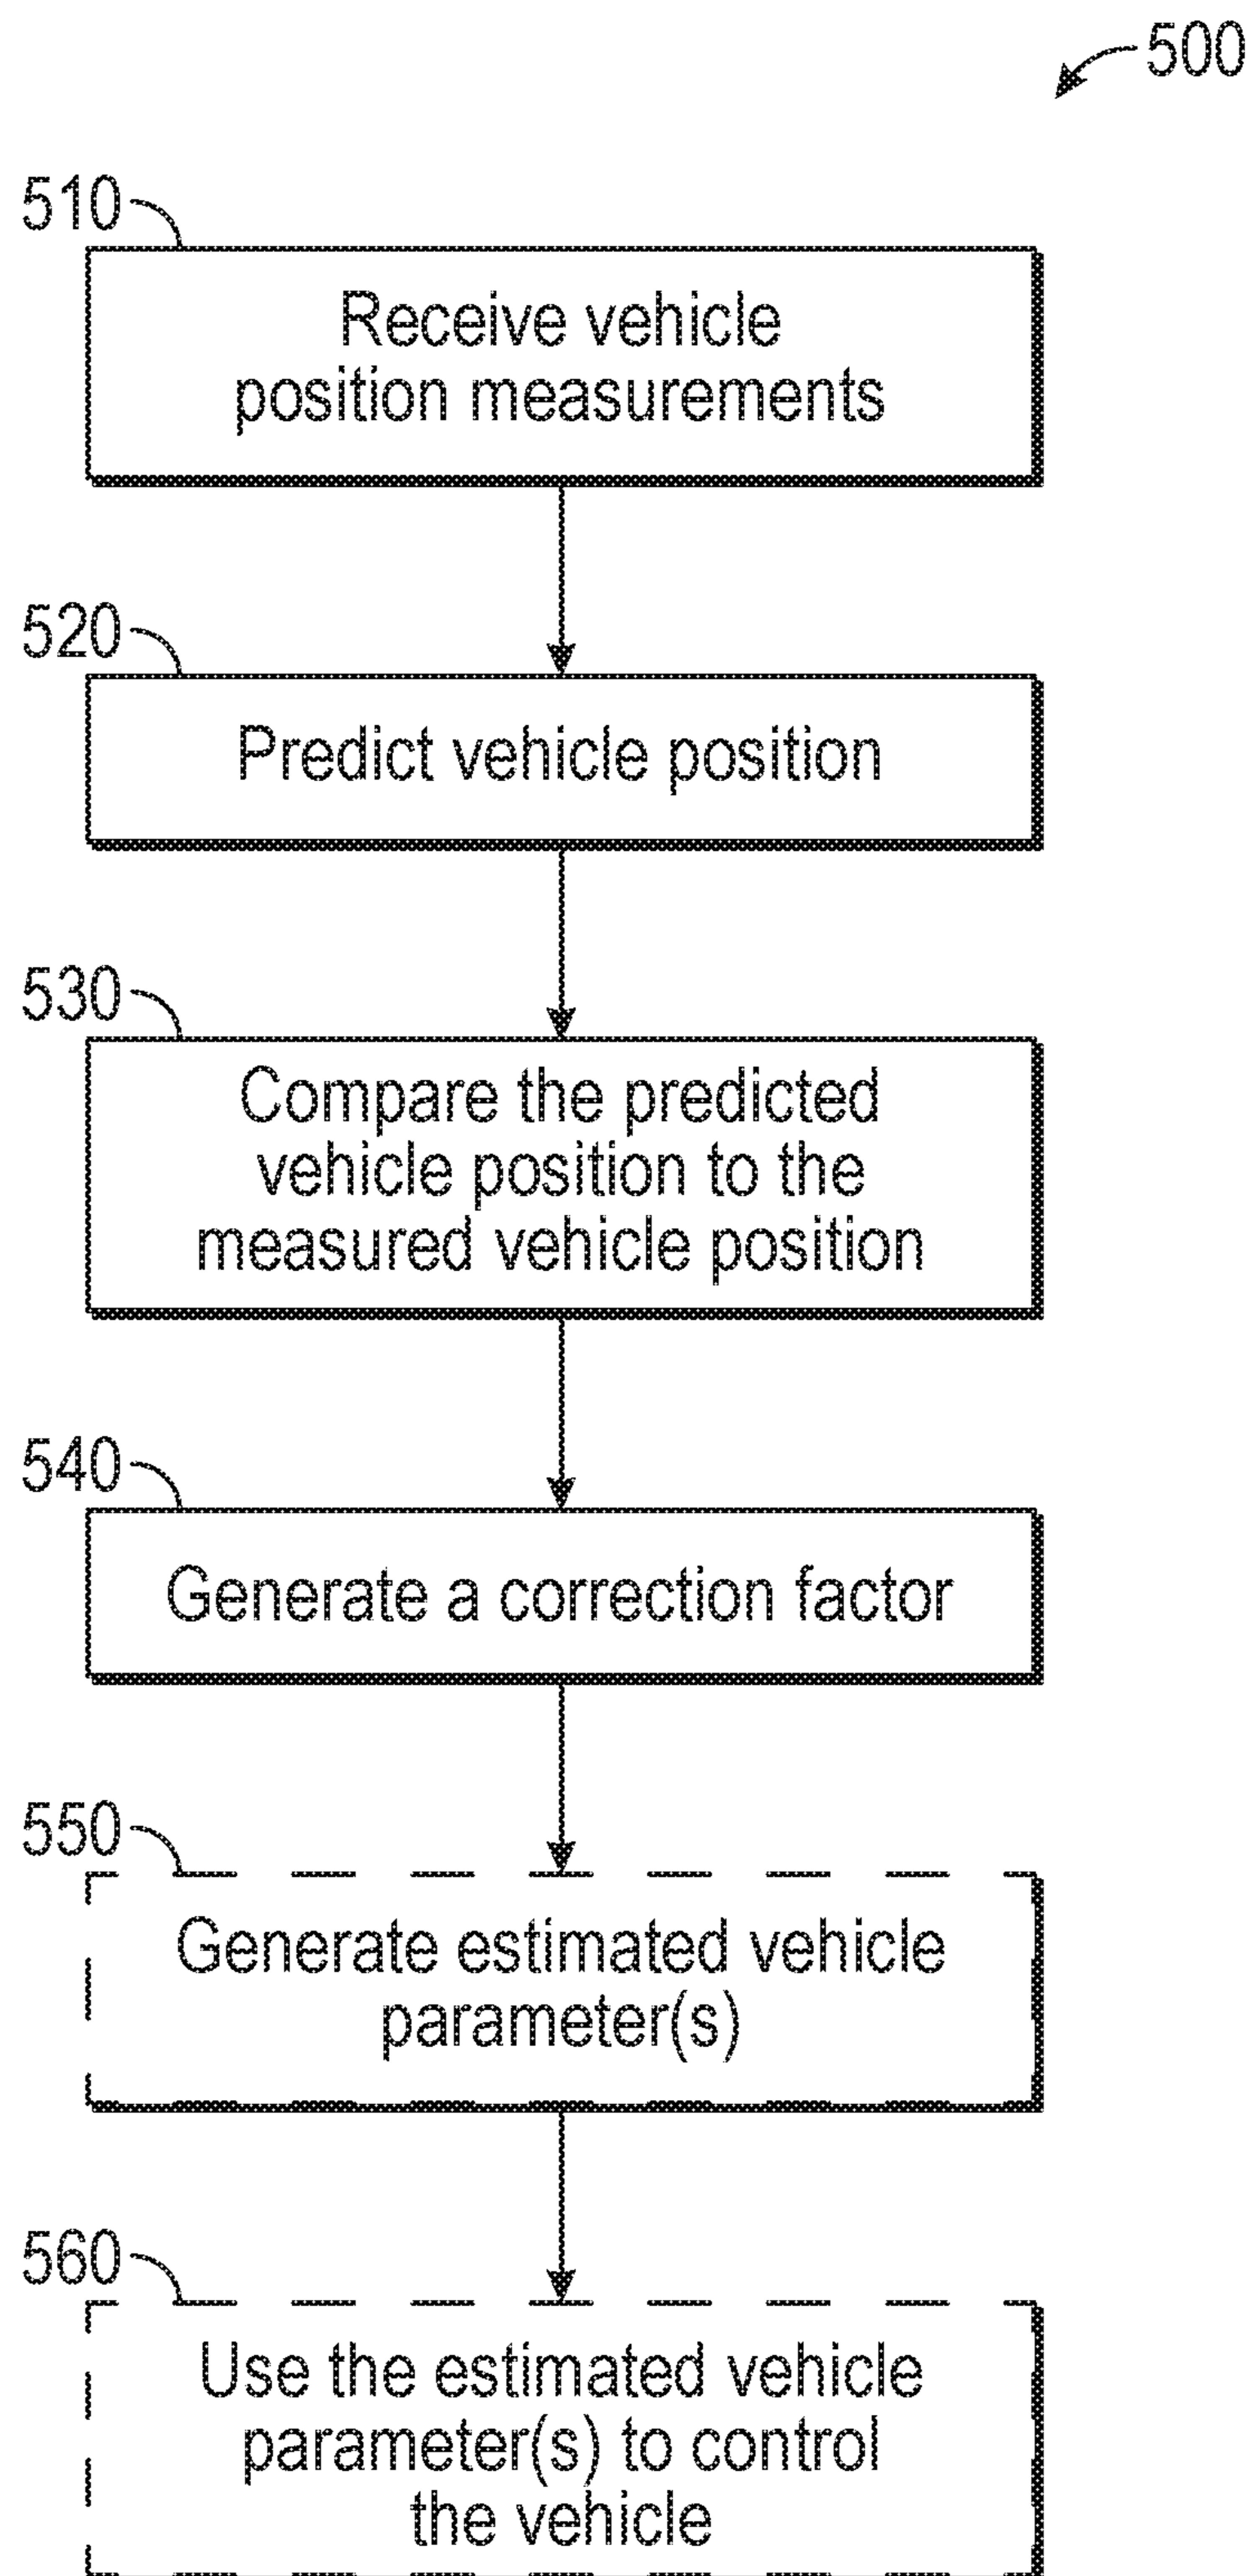 500
510
Receive vehicle
position measurements
520
Predict vehicle position
530
Compare the predicted
vehicle position to the
measured vehicle position
540
Generate a correction factor
550
Generate estimated vehicle
parameter(s)
560
Use the estimated vehicle
parameter(s) to control
the vehicle